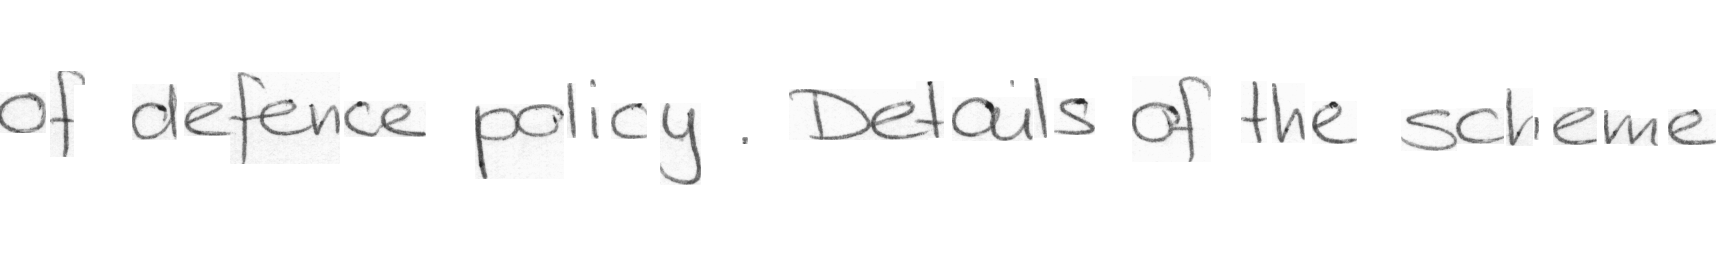 of defence policy. Details of the scheme